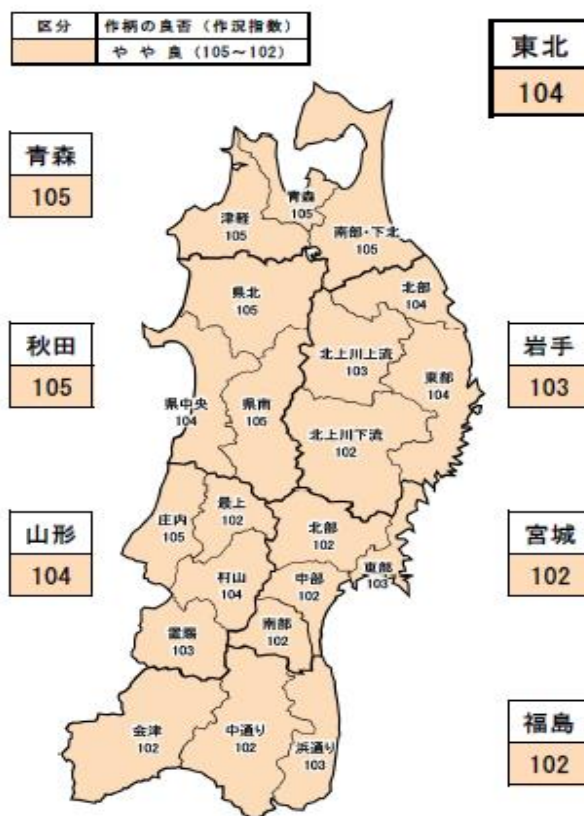 区分 作柄の良否（作況指数）
やや良（105～102）
東北
104
青森
105
青森
105
津軽
105
南部・下北
105
県北
105
北部
104
秋田
105
北上川上流
103
東部
104
岩手
103
県中央
104
県南
105
北上川下流
102
山形
104
庄内
105
最上
102
北部
102
東部
103
宮城
102
村山
104
中部
102
置賜
103
南部
102
会津
102
中通り
102
浜通り
103
福島
102